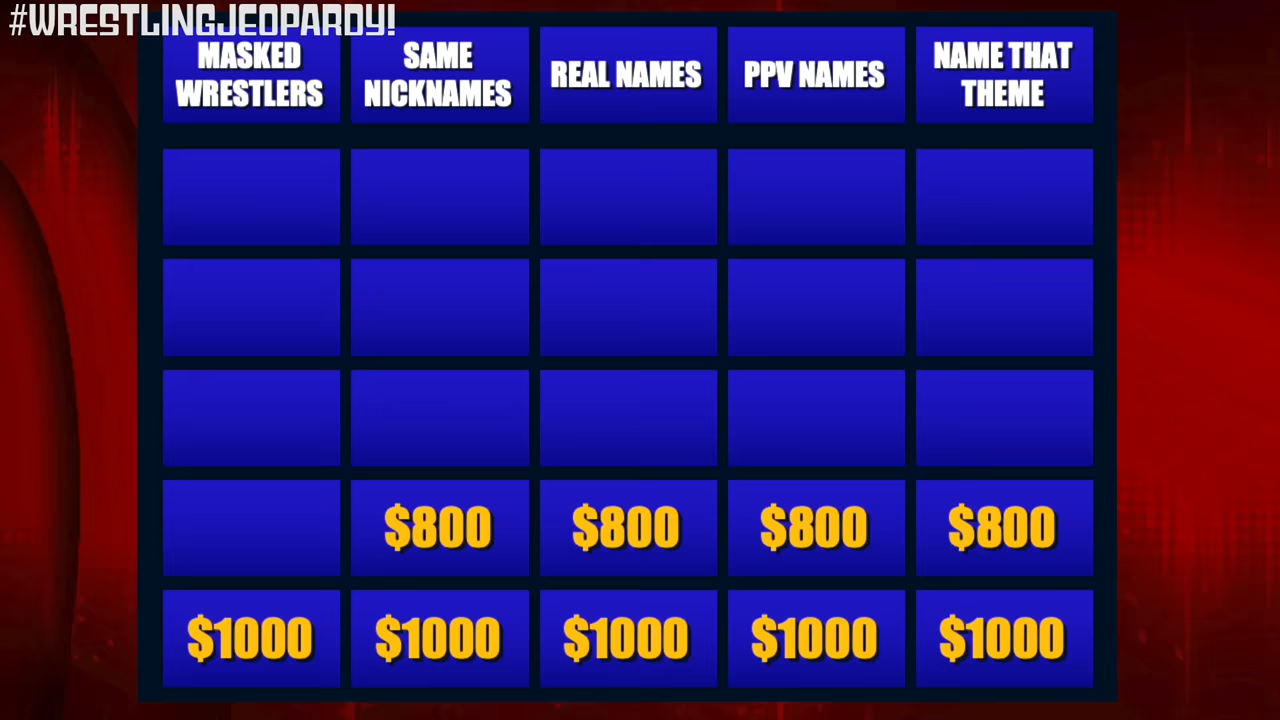 #WRESTLINGJEOPARDY!
MASKED
WRESTLERS
SAME
NICKNAMES
REAL NAMES
PPV NAMES
NAME THAT
THEME
$800 $800 $800 $800
$1000 $1000 $1000 $1000 $1000